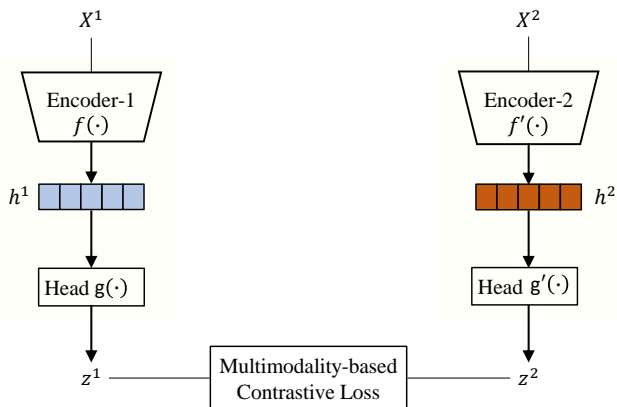 X¹ X²
Encoder-1
f(·)
Encoder-2
f′(·)
h¹
h²
Head g(·)
Head g′(·)
z¹
Multimodality-based
Contrastive Loss
z²